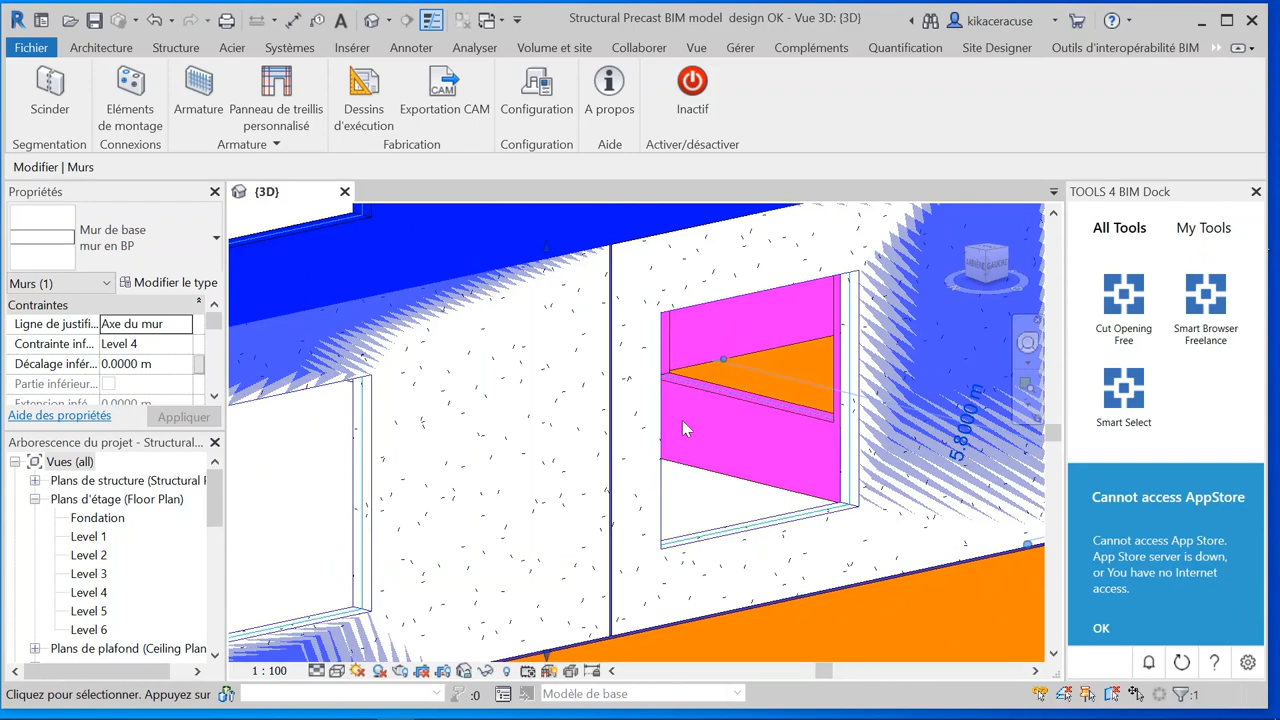 Structural Precast BIM model design OK - Vue 3D: {3D}
kikaceracuse
Fichier Architecture Structure Acier Systèmes Insérer Annoter Analyser Volume et site Collaborer Vue Gérer Compléments Quantification Site Designer Outils d'interopérabilité BIM
Scinder
Eléments de montage
Armature
Panneau de treillis personnalisé
Dessins d'exécution
CAM
Exportation CAM
Configuration
A propos
Inactif
Segmentation Connexions Armature Fabrication Configuration Aide Activer/désactiver
Modifier | Murs
Propriétés
{3D}
TOOLS 4 BIM Dock
Mur de base
mur en BP
Murs (1)
Modifier le type
Contraintes
Ligne de justifi... Axe du mur
Contrainte inf... Level 4
Décalage infér... 0.0000 m
Partie inférieur...
Extension infér... 0.0000 m
Aide des propriétés
Appliquer
Arborescence du projet - Structural...
Vues (all)
Plans de structure (Structural P
Plans d'étage (Floor Plan)
Fondation
Level 1
Level 2
Level 3
Level 4
Level 5
Level 6
Plans de plafond (Ceiling Plan
ARRIÈRE GAUCHE
5.8000 m
All Tools My Tools
Cut Opening
Free
Smart Browser
Freelance
Smart Select
Cannot access AppStore
Cannot access App Store.
App Store server is down,
or You have no Internet
access.
OK
1 : 100
Cliquez pour sélectionner. Appuyez sur
:0
Modèle de base
:1